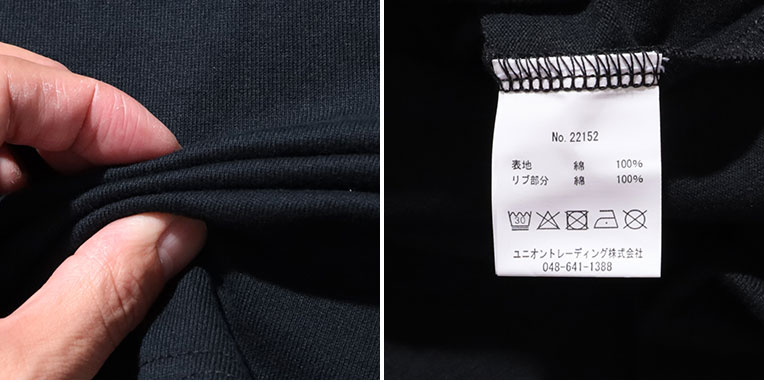 No. 22152
表地 綿 100%
リブ部分 綿 100%
30
ユニオントレーディング株式会社
048-641-1388